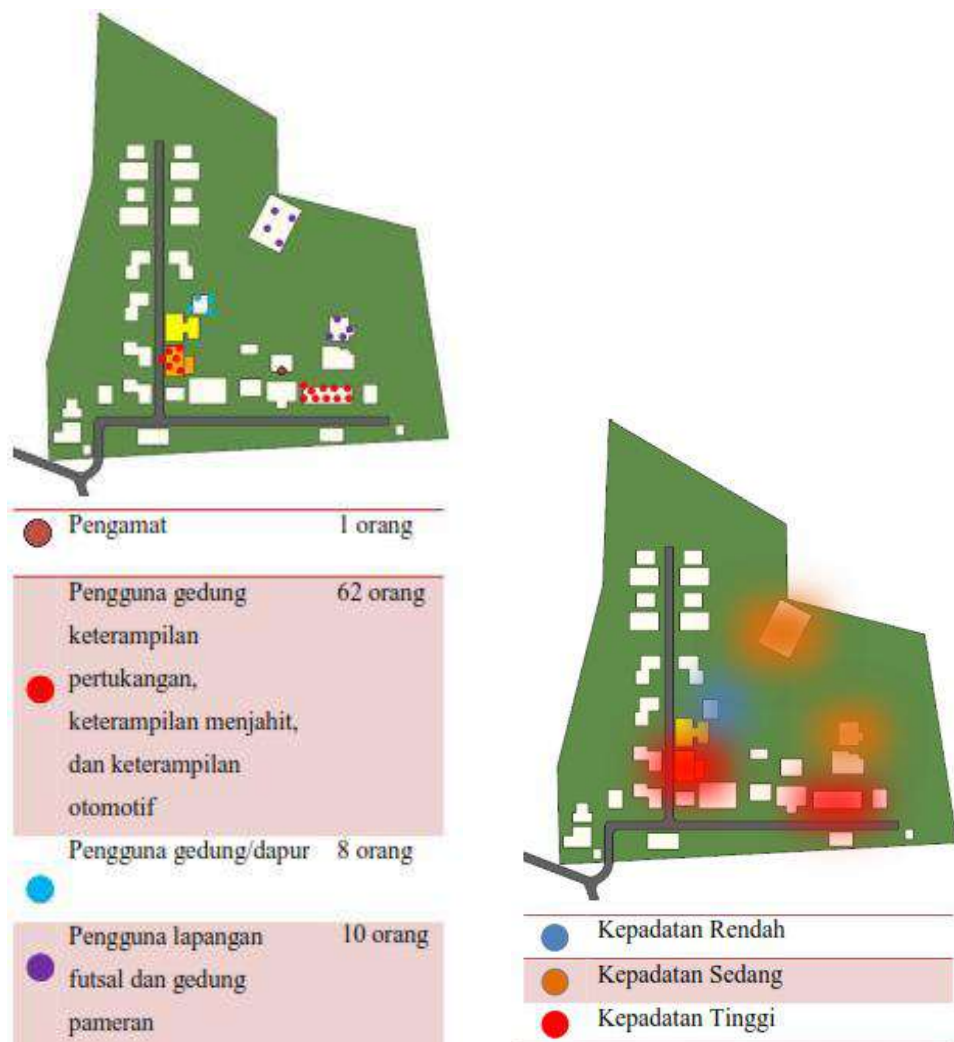 Pengamat 1 orang
Pengguna gedung 62 orang
keterampilan
pertukangan,
keterampilan menjahit,
dan keterampilan
otomotif
Pengguna gedung/dapur 8 orang
Pengguna lapangan 10 orang
futsal dan gedung
pameran
Kepadatan Rendah
Kepadatan Sedang
Kepadatan Tinggi